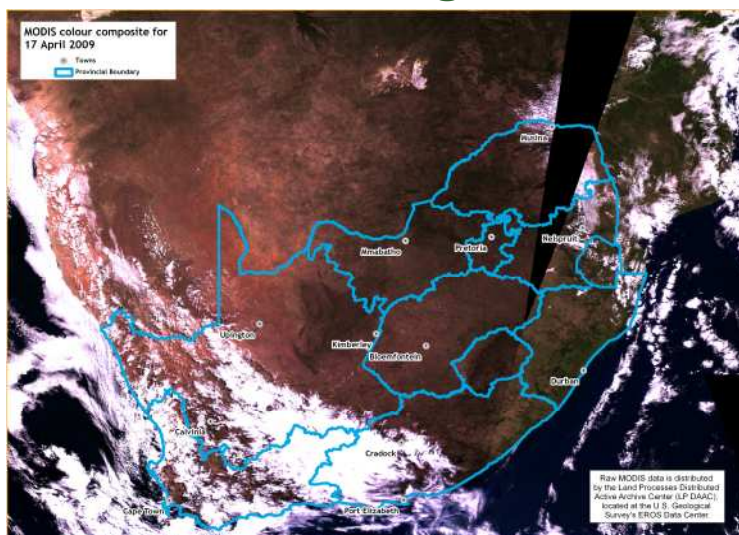 MODIS colour composite for
17 April 2009
Towns
Provincial Boundary
Musina
Nelspruit
Pretoria
Mmabatho
Upington
Kimberley
Bloemfontein
Durban
Calvinia
Cradock
Cape Town
Port Elizabeth
Raw MODIS data is distributed
by the Land Processes Distributed
Active Archive Center (LP DAAC),
located at the U.S. Geological
Survey's EROS Data Center.